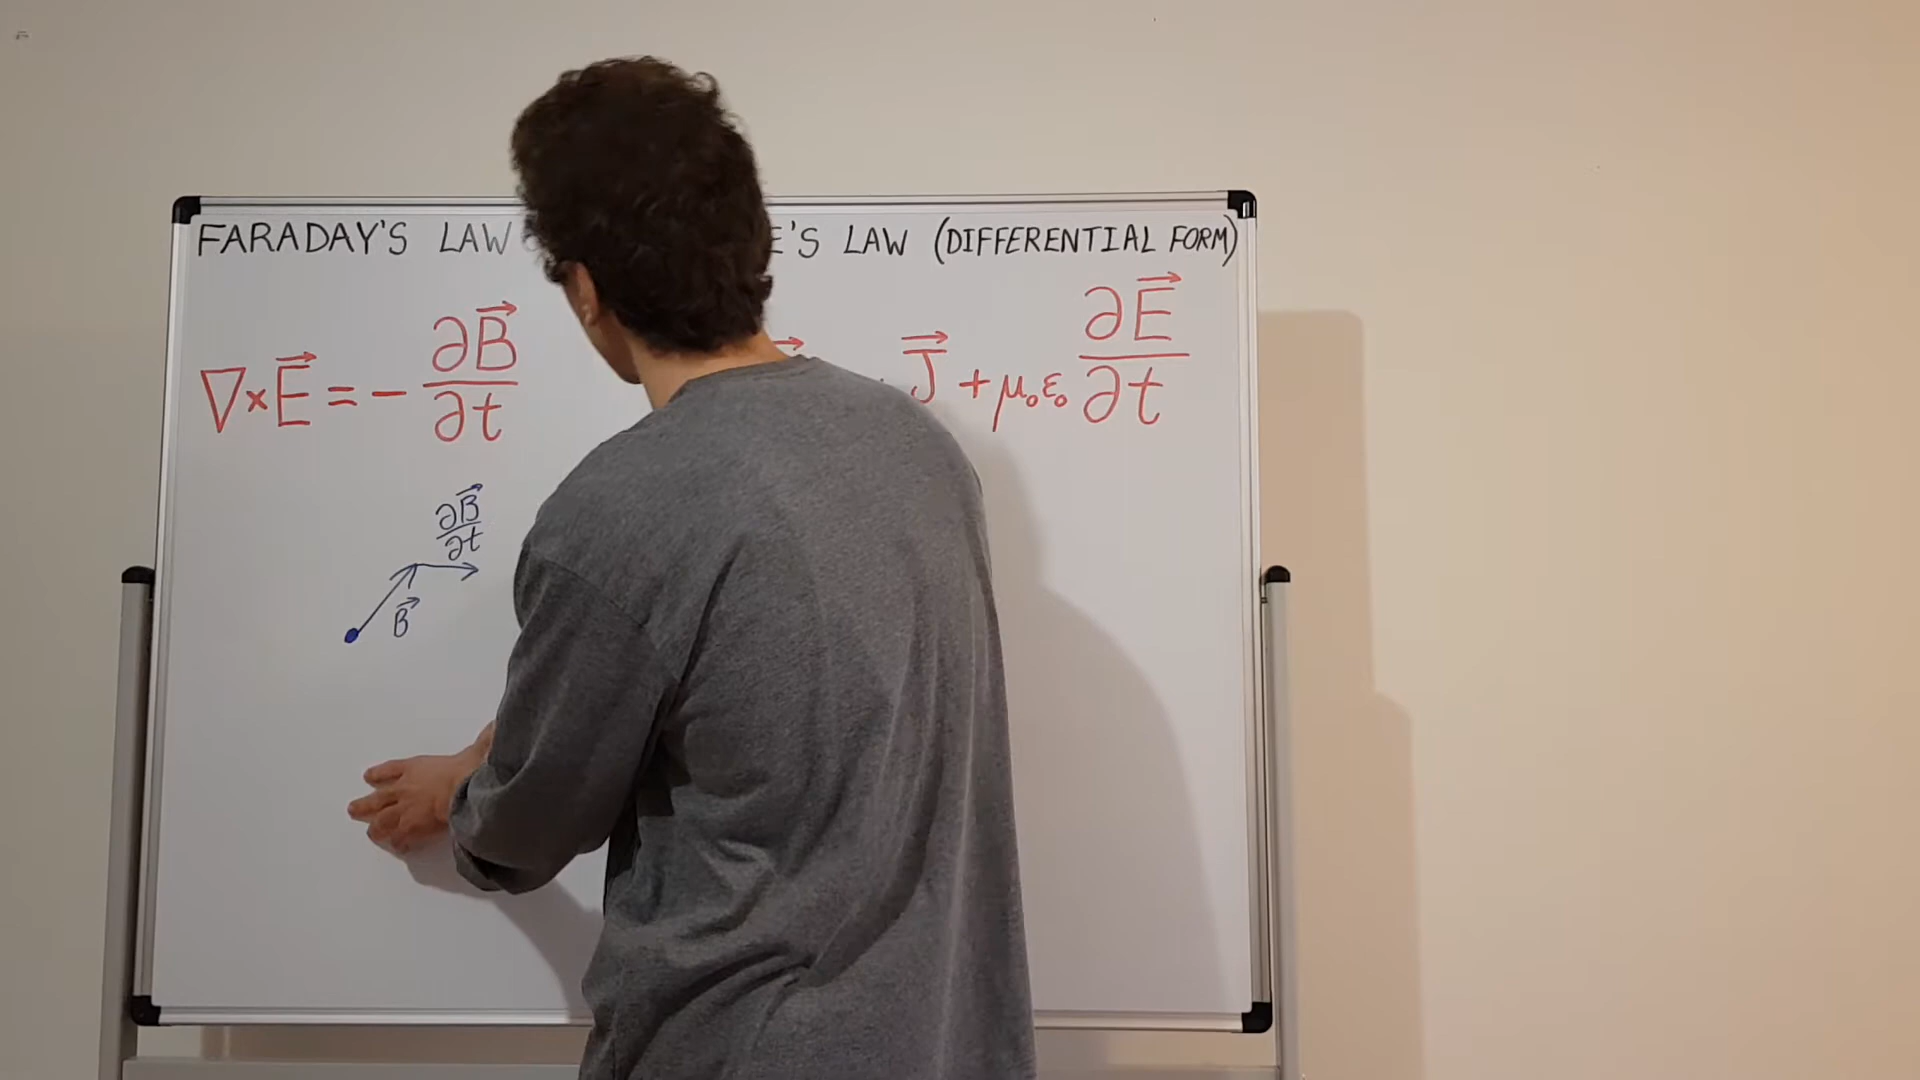 FARADAY'S LAW E'S LAW (DIFFERENTIAL FORM)
∇×E⃗ = − ∂B⃗/∂t
J⃗ + μ₀ε₀ ∂E⃗/∂t
∂B⃗/∂t
B⃗